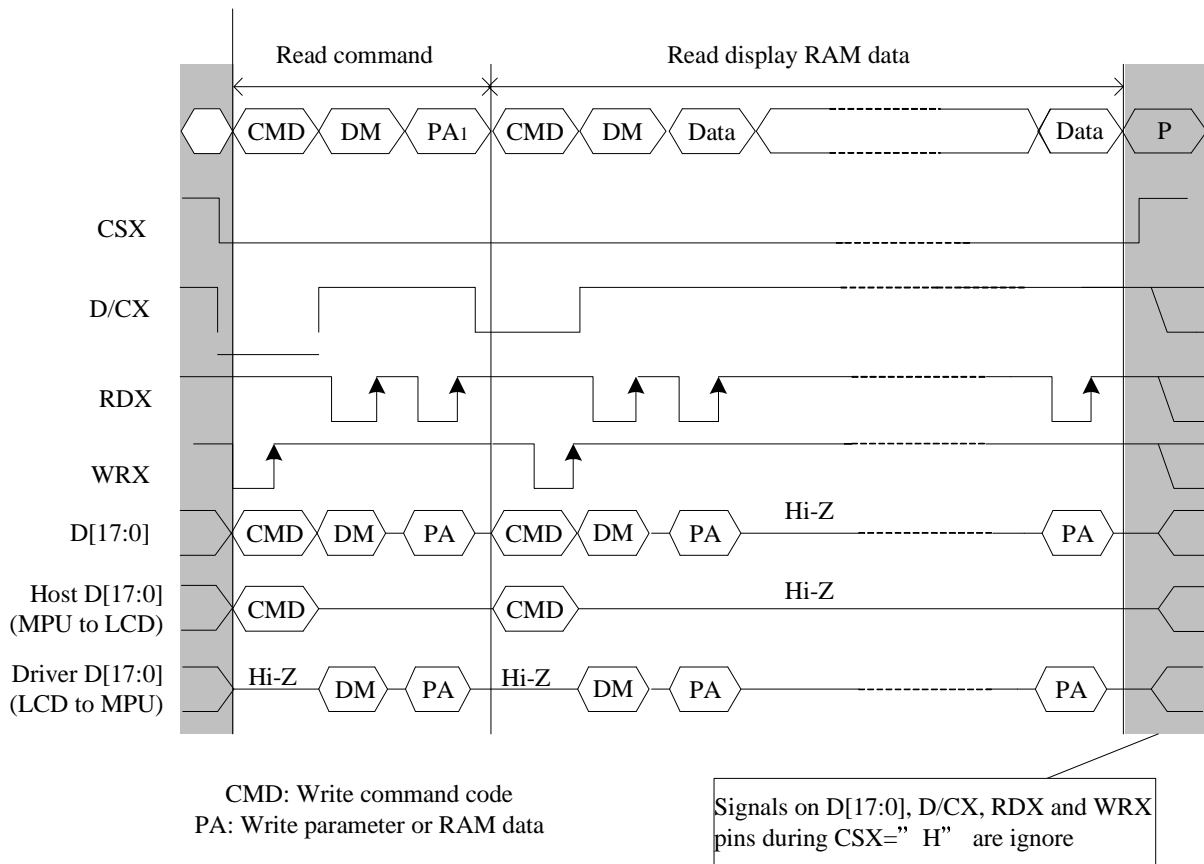 Read command Read display RAM data
CMD DM PA1 CMD DM Data Data P
CSX
D/CX
RDX
WRX
D[17:0] CMD DM PA CMD DM PA Hi-Z PA
Host D[17:0]
(MPU to LCD) CMD CMD Hi-Z
Driver D[17:0]
(LCD to MPU) Hi-Z DM PA Hi-Z DM PA PA
CMD: Write command code
PA: Write parameter or RAM data
Signals on D[17:0], D/CX, RDX and WRX
pins during CSX=”H” are ignore